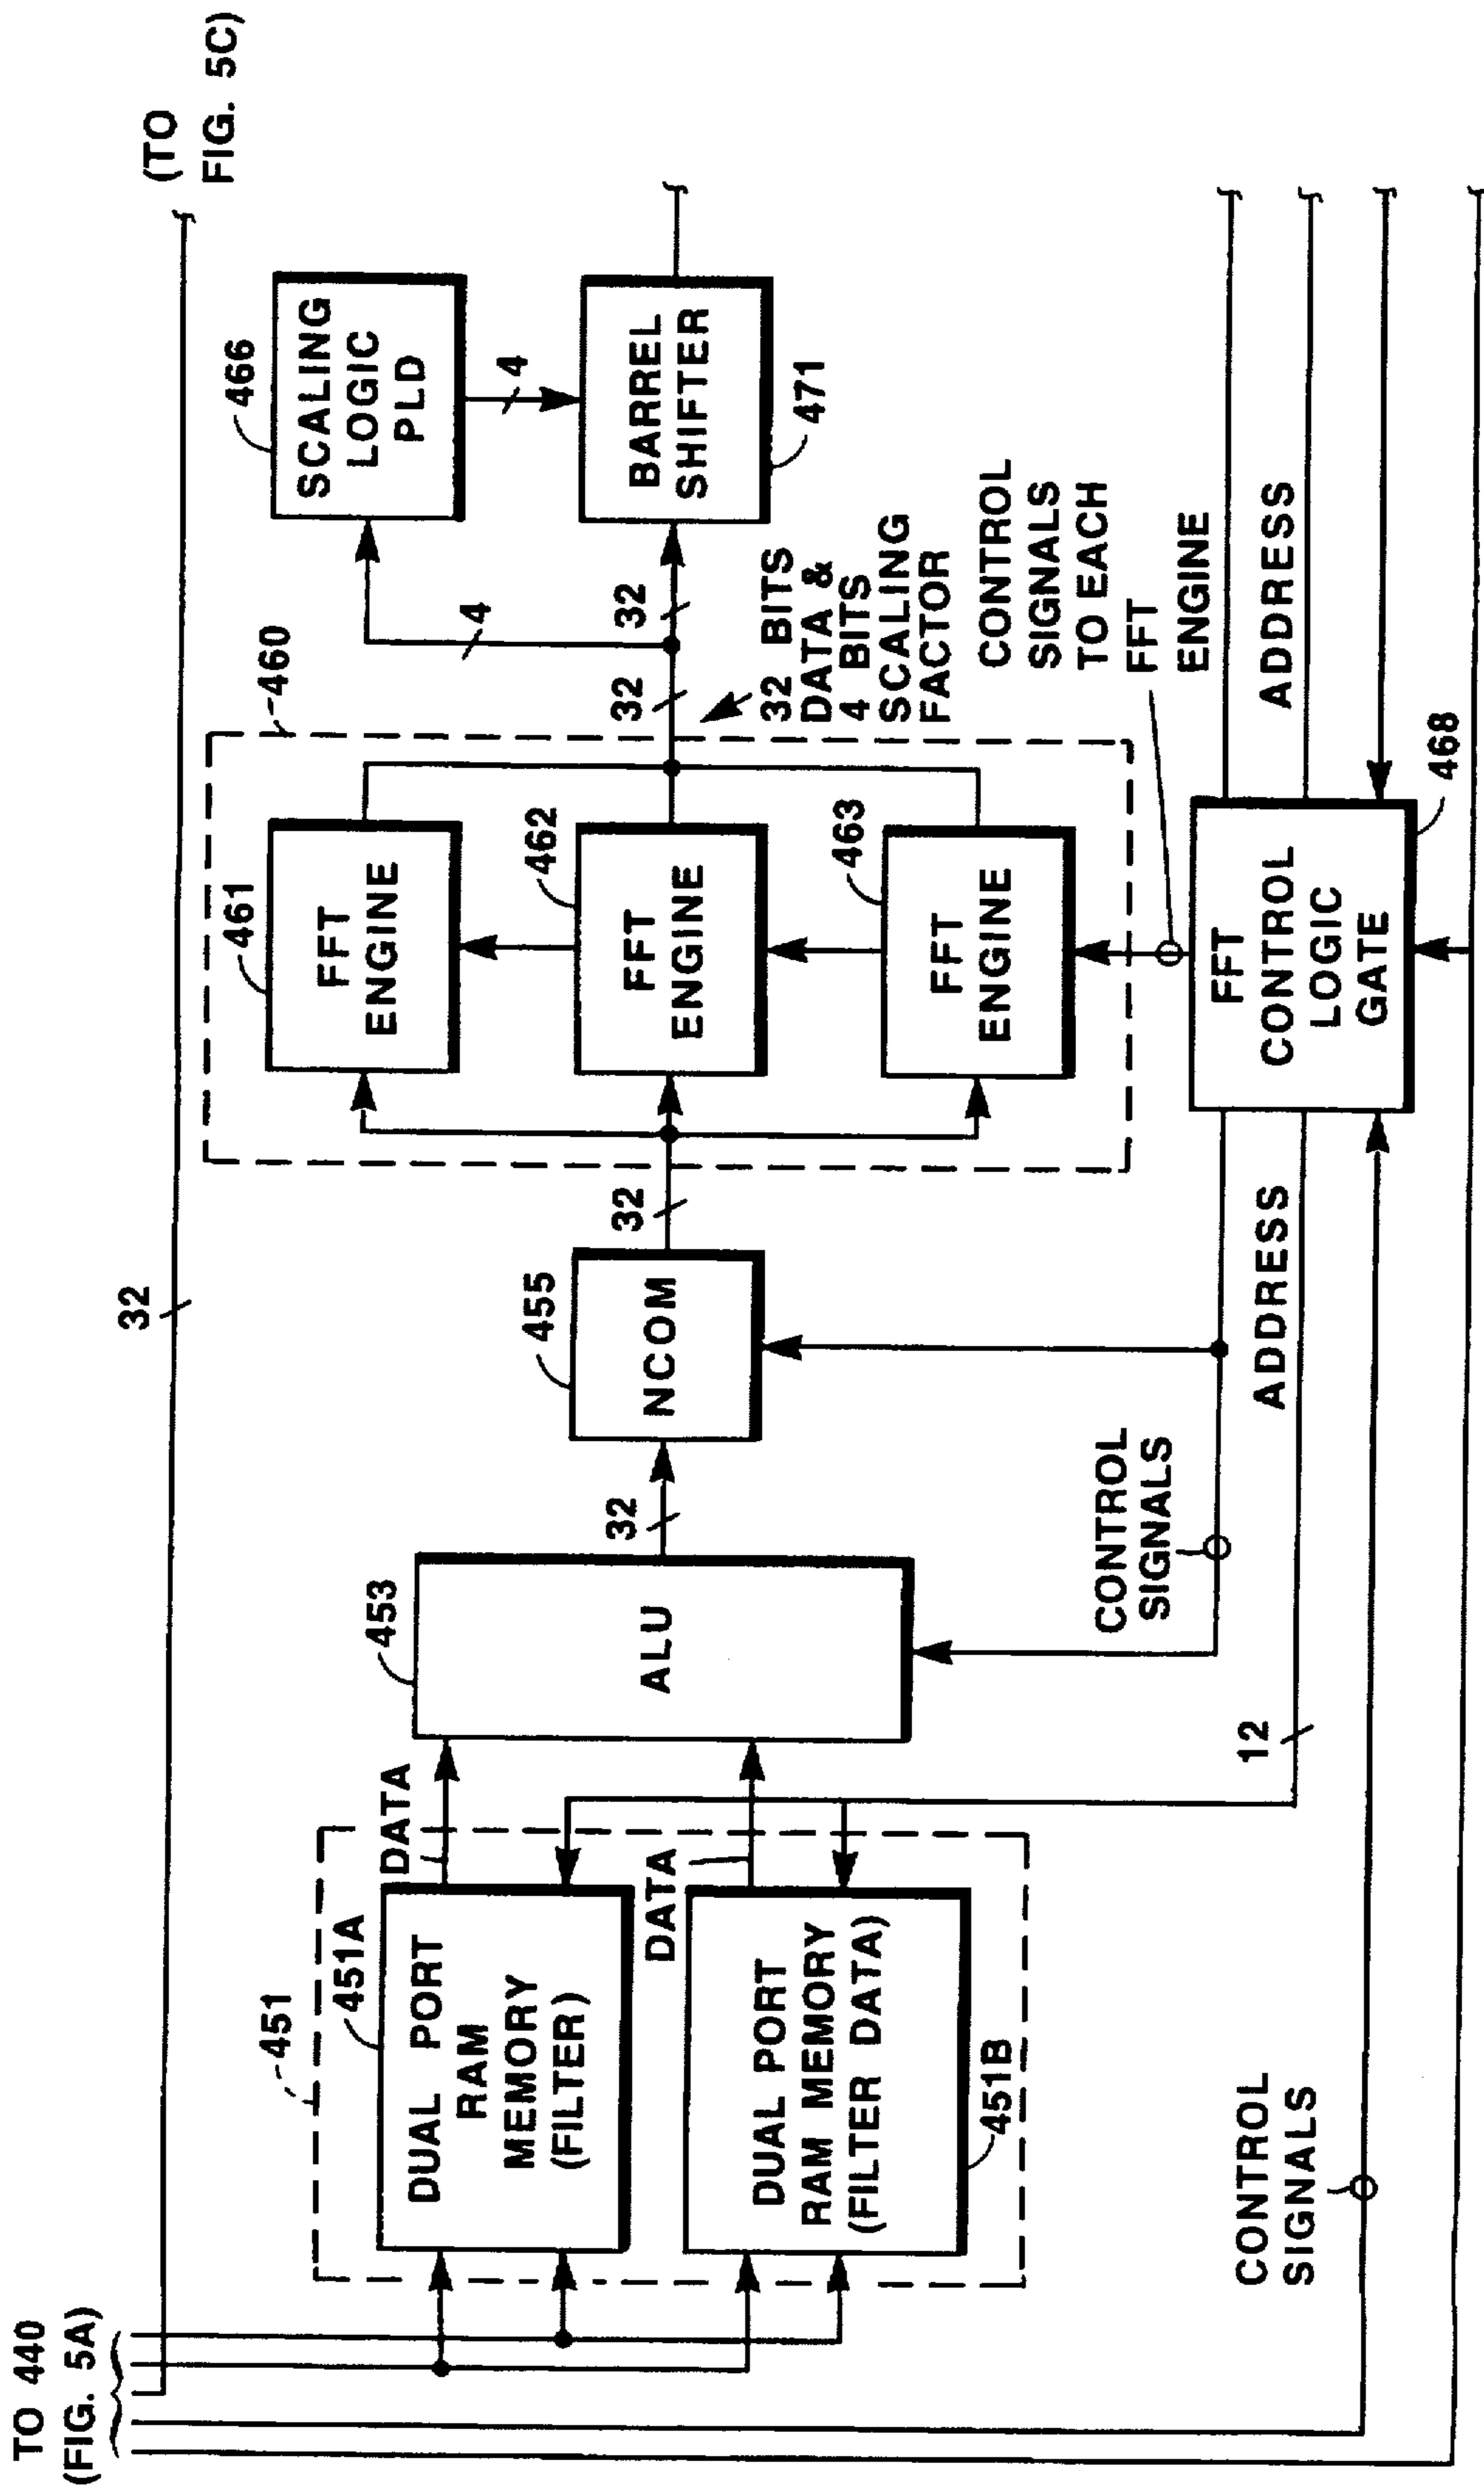 TO 440
(FIG. 5A)
32
(TO
FIG. 5C)
451
451A
DUAL PORT
RAM
MEMORY
(FILTER)
DATA
DUAL PORT
RAM MEMORY
(FILTER DATA)
451B
DATA
453
ALU
32
455
NCOM
32
460
461
FFT
ENGINE
462
FFT
ENGINE
463
FFT
ENGINE
32
32 BITS
DATA &
4 BITS
SCALING
FACTOR
4
32
466
SCALING
LOGIC
PLD
4
BARREL
SHIFTER
471
CONTROL
SIGNALS
TO EACH
FFT
ENGINE
CONTROL
SIGNALS
12
ADDRESS
FFT
CONTROL
LOGIC
GATE
468
ADDRESS
CONTROL
SIGNALS